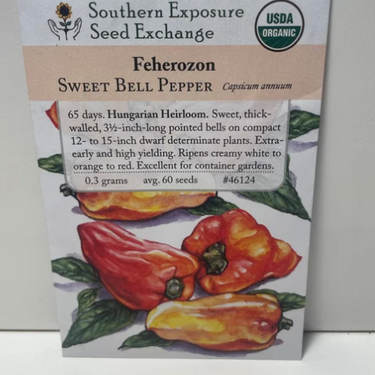 Southern Exposure
Seed Exchange
USDA
ORGANIC
Feherozon
SWEET BELL PEPPER Capsicum annuum
65 days. Hungarian Heirloom. Sweet, thick-
walled, 3½-inch-long pointed bells on compact
12- to 15-inch dwarf determinate plants. Extra-
early and high yielding. Ripens creamy white to
orange to red. Excellent for container gardens.
0.3 grams avg. 60 seeds #46124